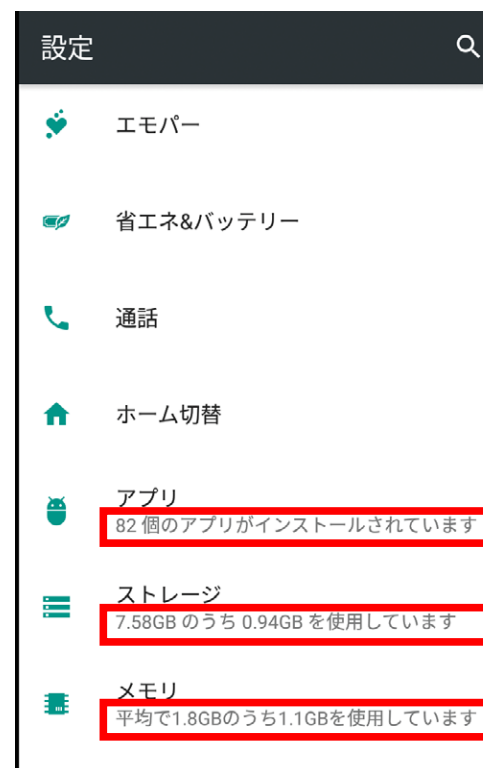 設定
エモパー
省エネ&バッテリー
通話
ホーム切替
アプリ
82 個のアプリがインストールされています
ストレージ
7.58GB のうち 0.94GB を使用しています
メモリ
平均で1.8GBのうち1.1GBを使用しています